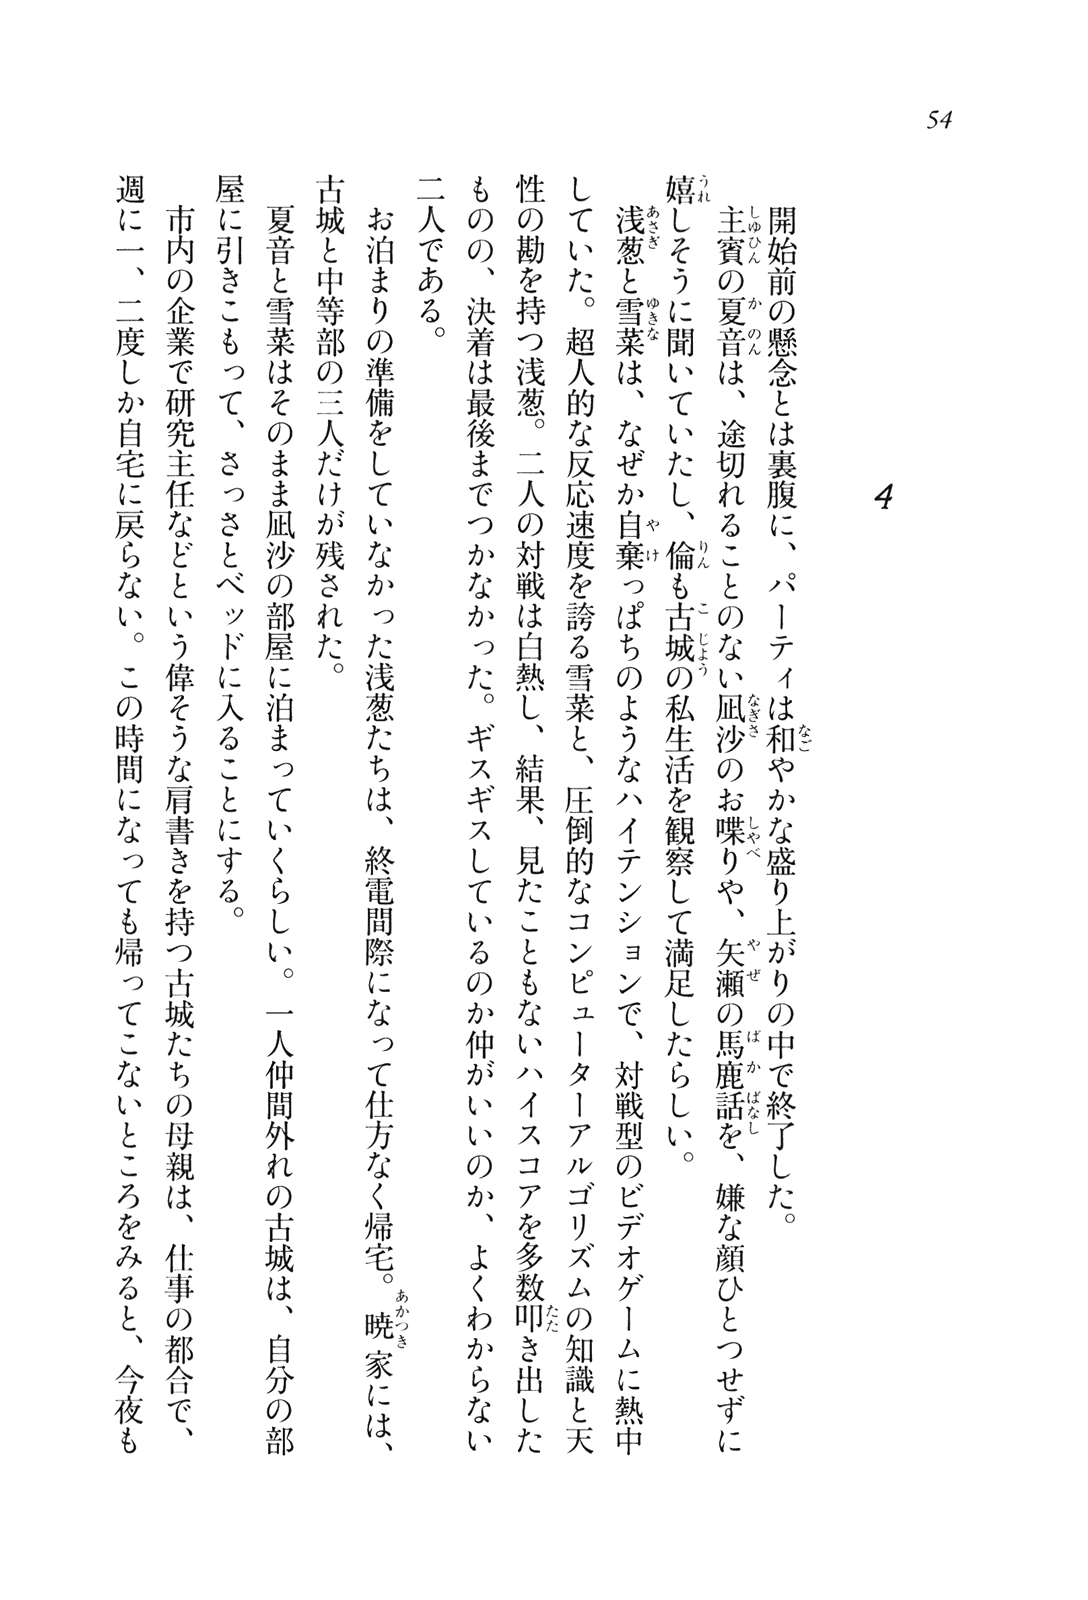 54
4
開始前の懸念とは裏腹に、パーティは和やかな盛り上がりの中で終了した。
主賓の夏音は、途切れることのない凪沙のお喋りや、矢瀬の馬鹿話を、嫌な顔ひとつせずに
嬉しそうに聞いていたし、倫も古城の私生活を観察して満足したらしい。
浅葱と雪菜は、なぜか自棄っぱちのようなハイテンションで、対戦型のビデオゲームに熱中
していた。超人的な反応速度を誇る雪菜と、圧倒的なコンピューターアルゴリズムの知識と天
性の勘を持つ浅葱。二人の対戦は白熱し、結果、見たこともないハイスコアを多数叩き出した
ものの、決着は最後までつかなかった。ギスギスしているのか仲がいいのか、よくわからない
二人である。
お泊まりの準備をしていなかった浅葱たちは、終電間際になって仕方なく帰宅。暁家には、
古城と中等部の三人だけが残された。
夏音と雪菜はそのまま凪沙の部屋に泊まっていくらしい。一人仲間外れの古城は、自分の部
屋に引きこもって、さっさとベッドに入ることにする。
市内の企業で研究主任などという偉そうな肩書きを持つ古城たちの母親は、仕事の都合で、
週に一、二度しか自宅に戻らない。この時間になっても帰ってこないところをみると、今夜も